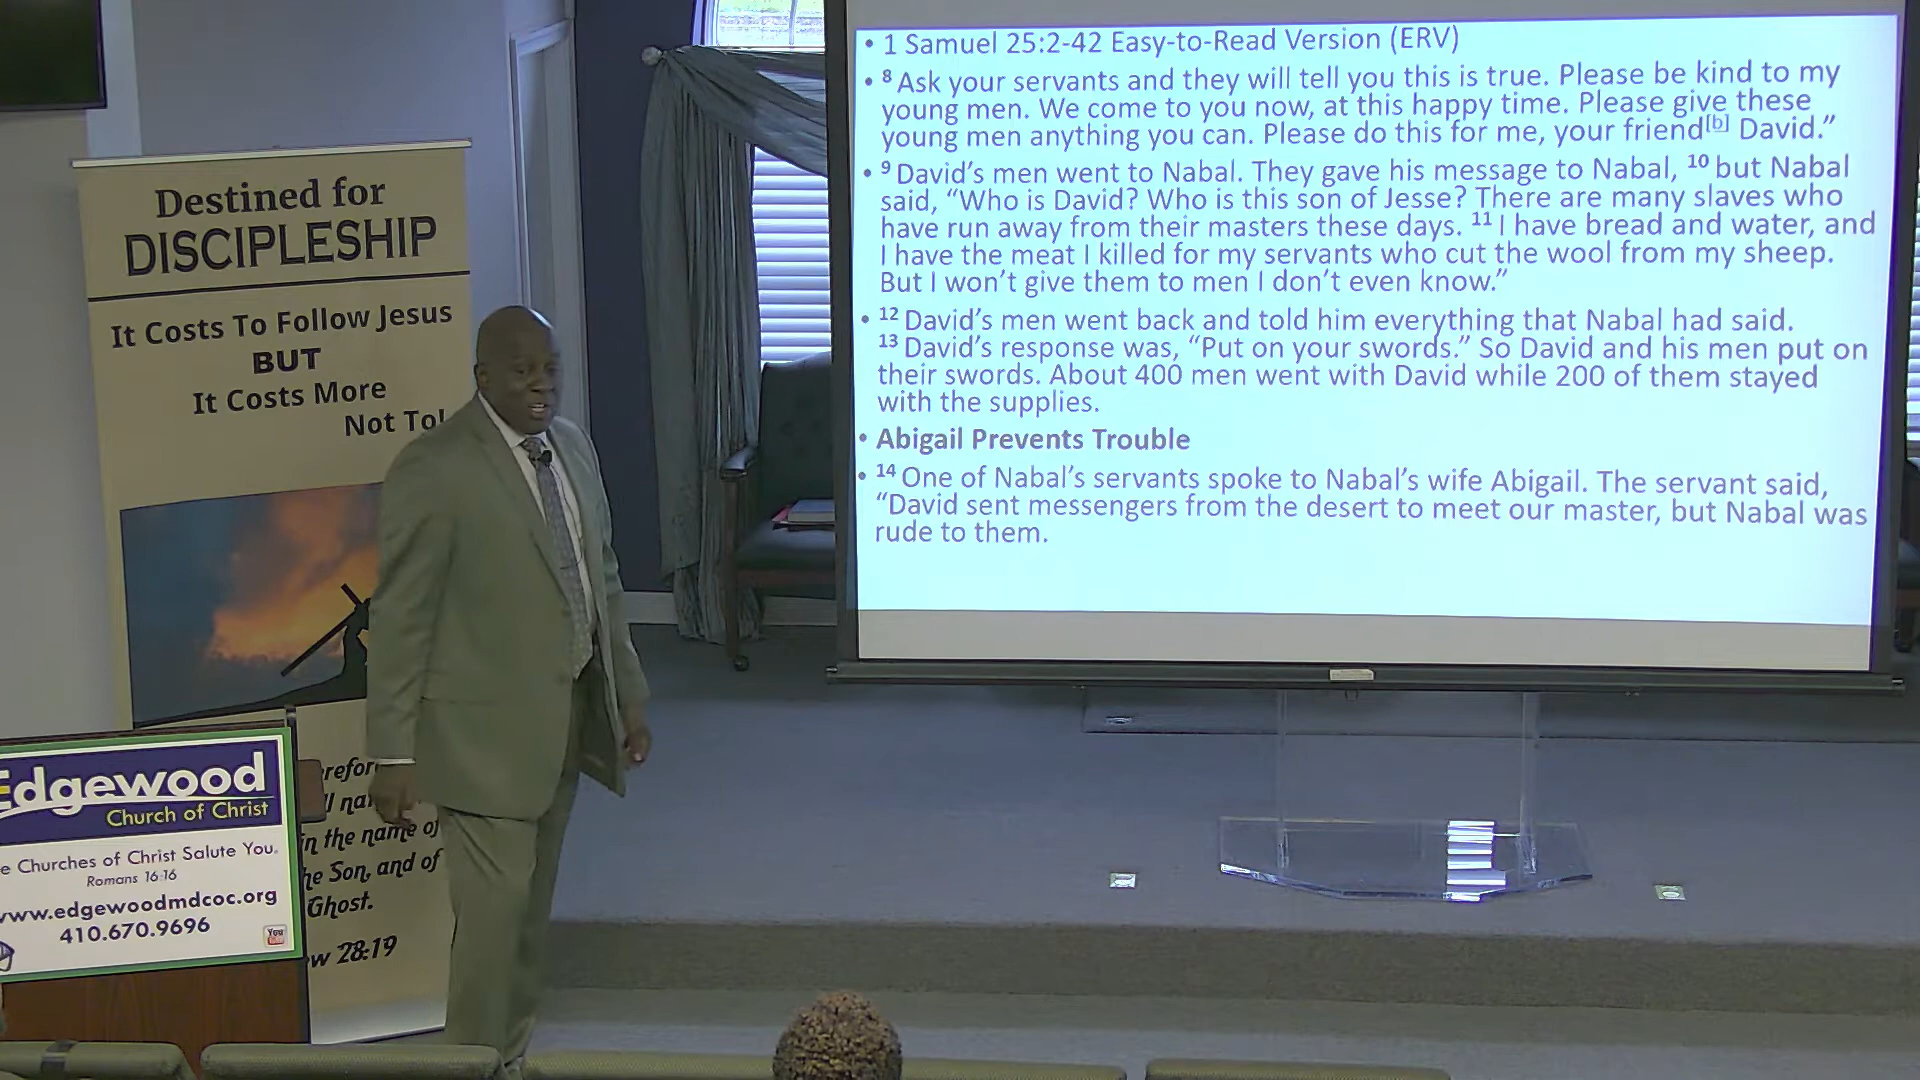 Destined for
DISCIPLESHIP
It Costs To Follow Jesus
BUT
It Costs More
Not To!
in the name of
Son, and of
Ghost.
28:19
Edgewood
Church of Christ
Churches of Christ Salute You.
Romans 16:16
www.edgewoodmdcoc.org
410.670.9696
You
• 1 Samuel 25:2-42 Easy-to-Read Version (ERV)
• 8 Ask your servants and they will tell you this is true. Please be kind to my
young men. We come to you now, at this happy time. Please give these
young men anything you can. Please do this for me, your friend[b] David.”
• 9 David’s men went to Nabal. They gave his message to Nabal, 10 but Nabal
said, “Who is David? Who is this son of Jesse? There are many slaves who
have run away from their masters these days. 11 I have bread and water, and
I have the meat I killed for my servants who cut the wool from my sheep.
But I won’t give them to men I don’t even know.”
• 12 David’s men went back and told him everything that Nabal had said.
13 David’s response was, “Put on your swords.” So David and his men put on
their swords. About 400 men went with David while 200 of them stayed
with the supplies.
• Abigail Prevents Trouble
• 14 One of Nabal’s servants spoke to Nabal’s wife Abigail. The servant said,
“David sent messengers from the desert to meet our master, but Nabal was
rude to them.